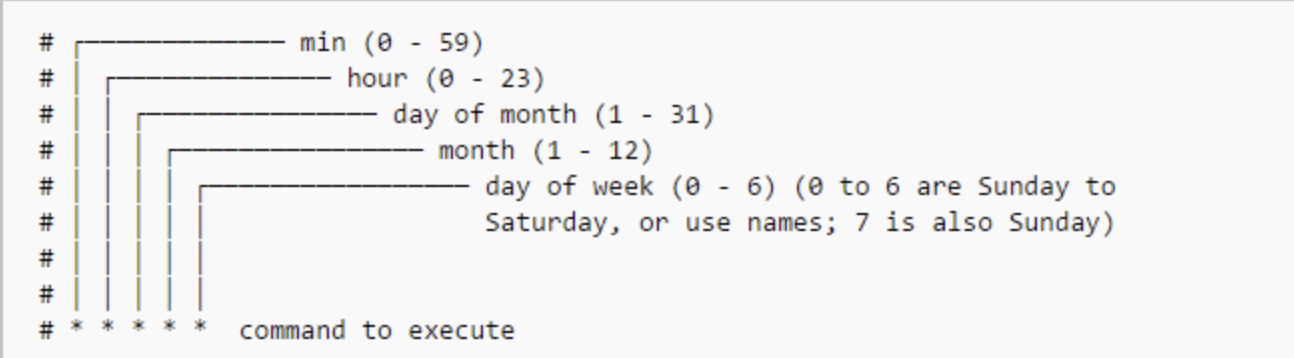 # ┌───────────── min (0 - 59)
# │ ┌────────────── hour (0 - 23)
# │ │ ┌─────────────── day of month (1 - 31)
# │ │ │ ┌──────────────── month (1 - 12)
# │ │ │ │ ┌───────────────── day of week (0 - 6) (0 to 6 are Sunday to
# │ │ │ │ │                  Saturday, or use names; 7 is also Sunday)
# │ │ │ │ │
# │ │ │ │ │
# * * * * *  command to execute